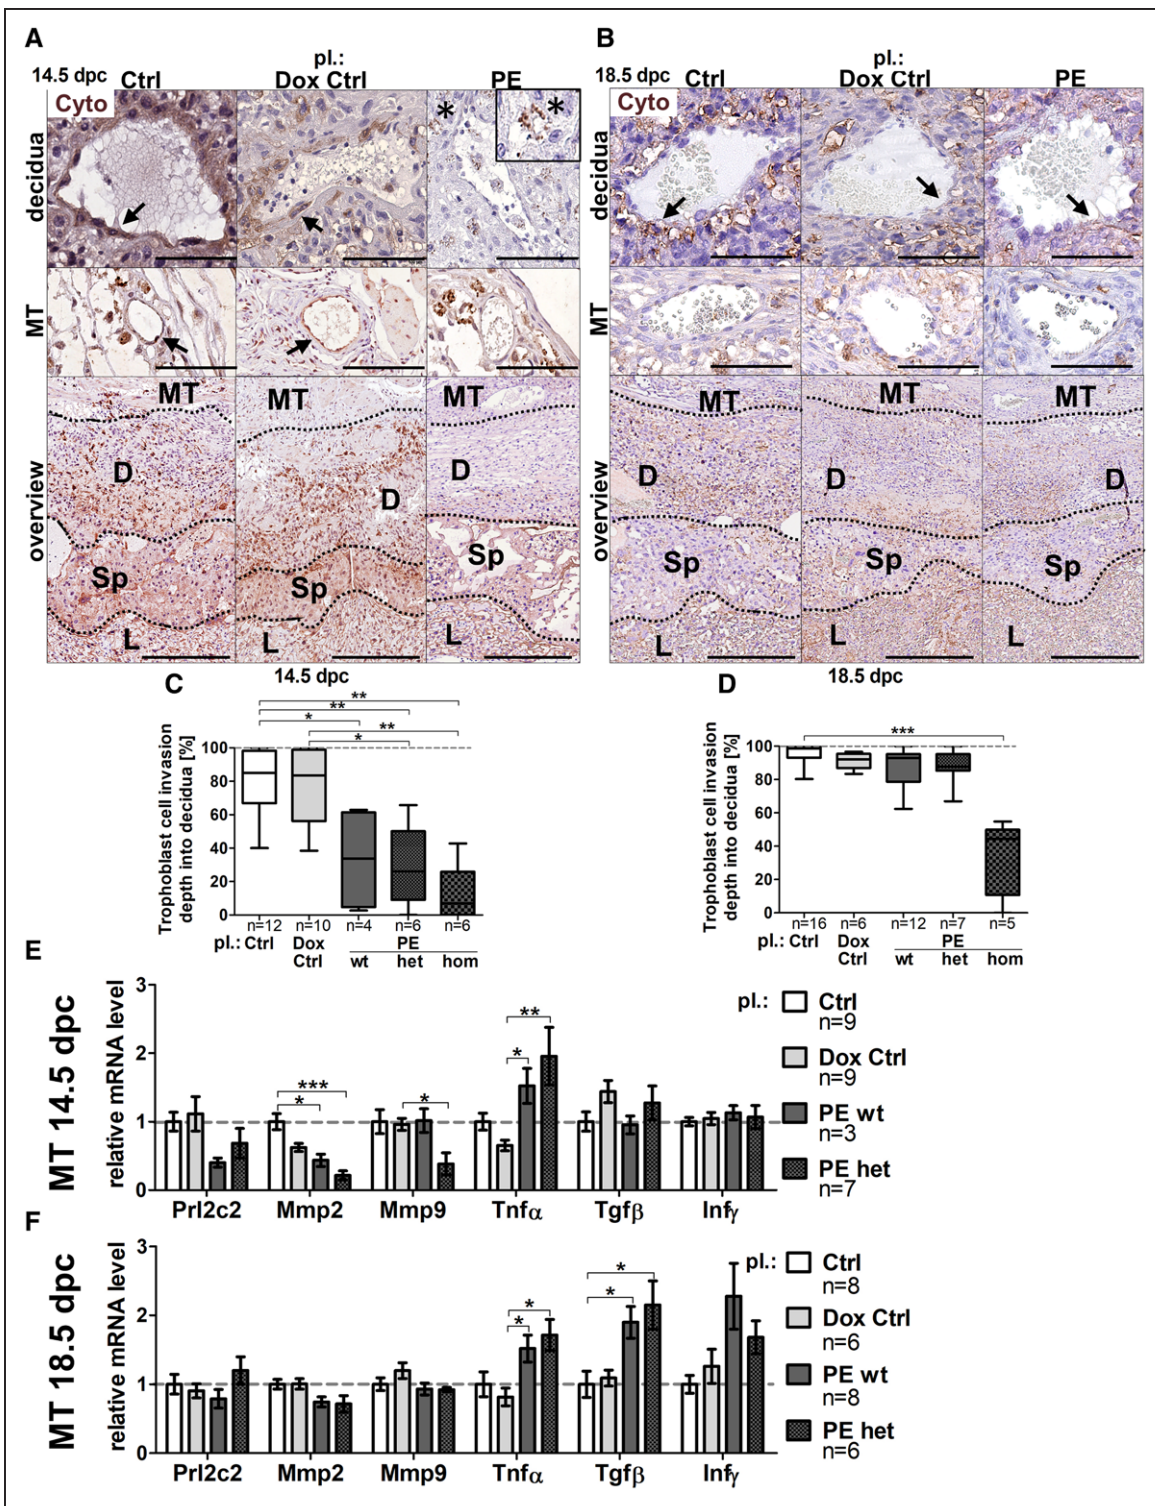 A
B
pl.:
pl.:
14.5 dpc
Ctrl
Dox Ctrl
PE
18.5 dpc
Ctrl
Dox Ctrl
PE
Cyto
*
*
Cyto
decidua
decidua
MT
MT
overview
MT
MT
MT
D
D
D
Sp
Sp
Sp
L
L
L
overview
MT
MT
MT
D
D
D
Sp
Sp
Sp
L
L
L
C
14.5 dpc
**
**
*
**
*
Trophoblast cell invasion
depth into decidua [%]
100
80
60
40
20
0
n=12
n=10
n=4
n=6
n=6
pl.: Ctrl
Dox
Ctrl
PE
wt
het
hom
D
18.5 dpc
***
Trophoblast cell invasion
depth into decidua [%]
100
80
60
40
20
0
n=16
n=6
n=12
n=7
n=5
pl.: Ctrl
Dox
Ctrl
PE
wt
het
hom
E
MT 14.5 dpc
relative mRNA level
3
2
1
0
***
*
*
**
*
Prl2c2
Mmp2
Mmp9
Tnfα
Tgfβ
Infγ
pl.:
Ctrl
n=9
Dox Ctrl
n=9
PE wt
n=3
PE het
n=7
F
MT 18.5 dpc
relative mRNA level
3
2
1
0
*
*
*
*
Prl2c2
Mmp2
Mmp9
Tnfα
Tgfβ
Infγ
pl.:
Ctrl
n=8
Dox Ctrl
n=6
PE wt
n=8
PE het
n=6